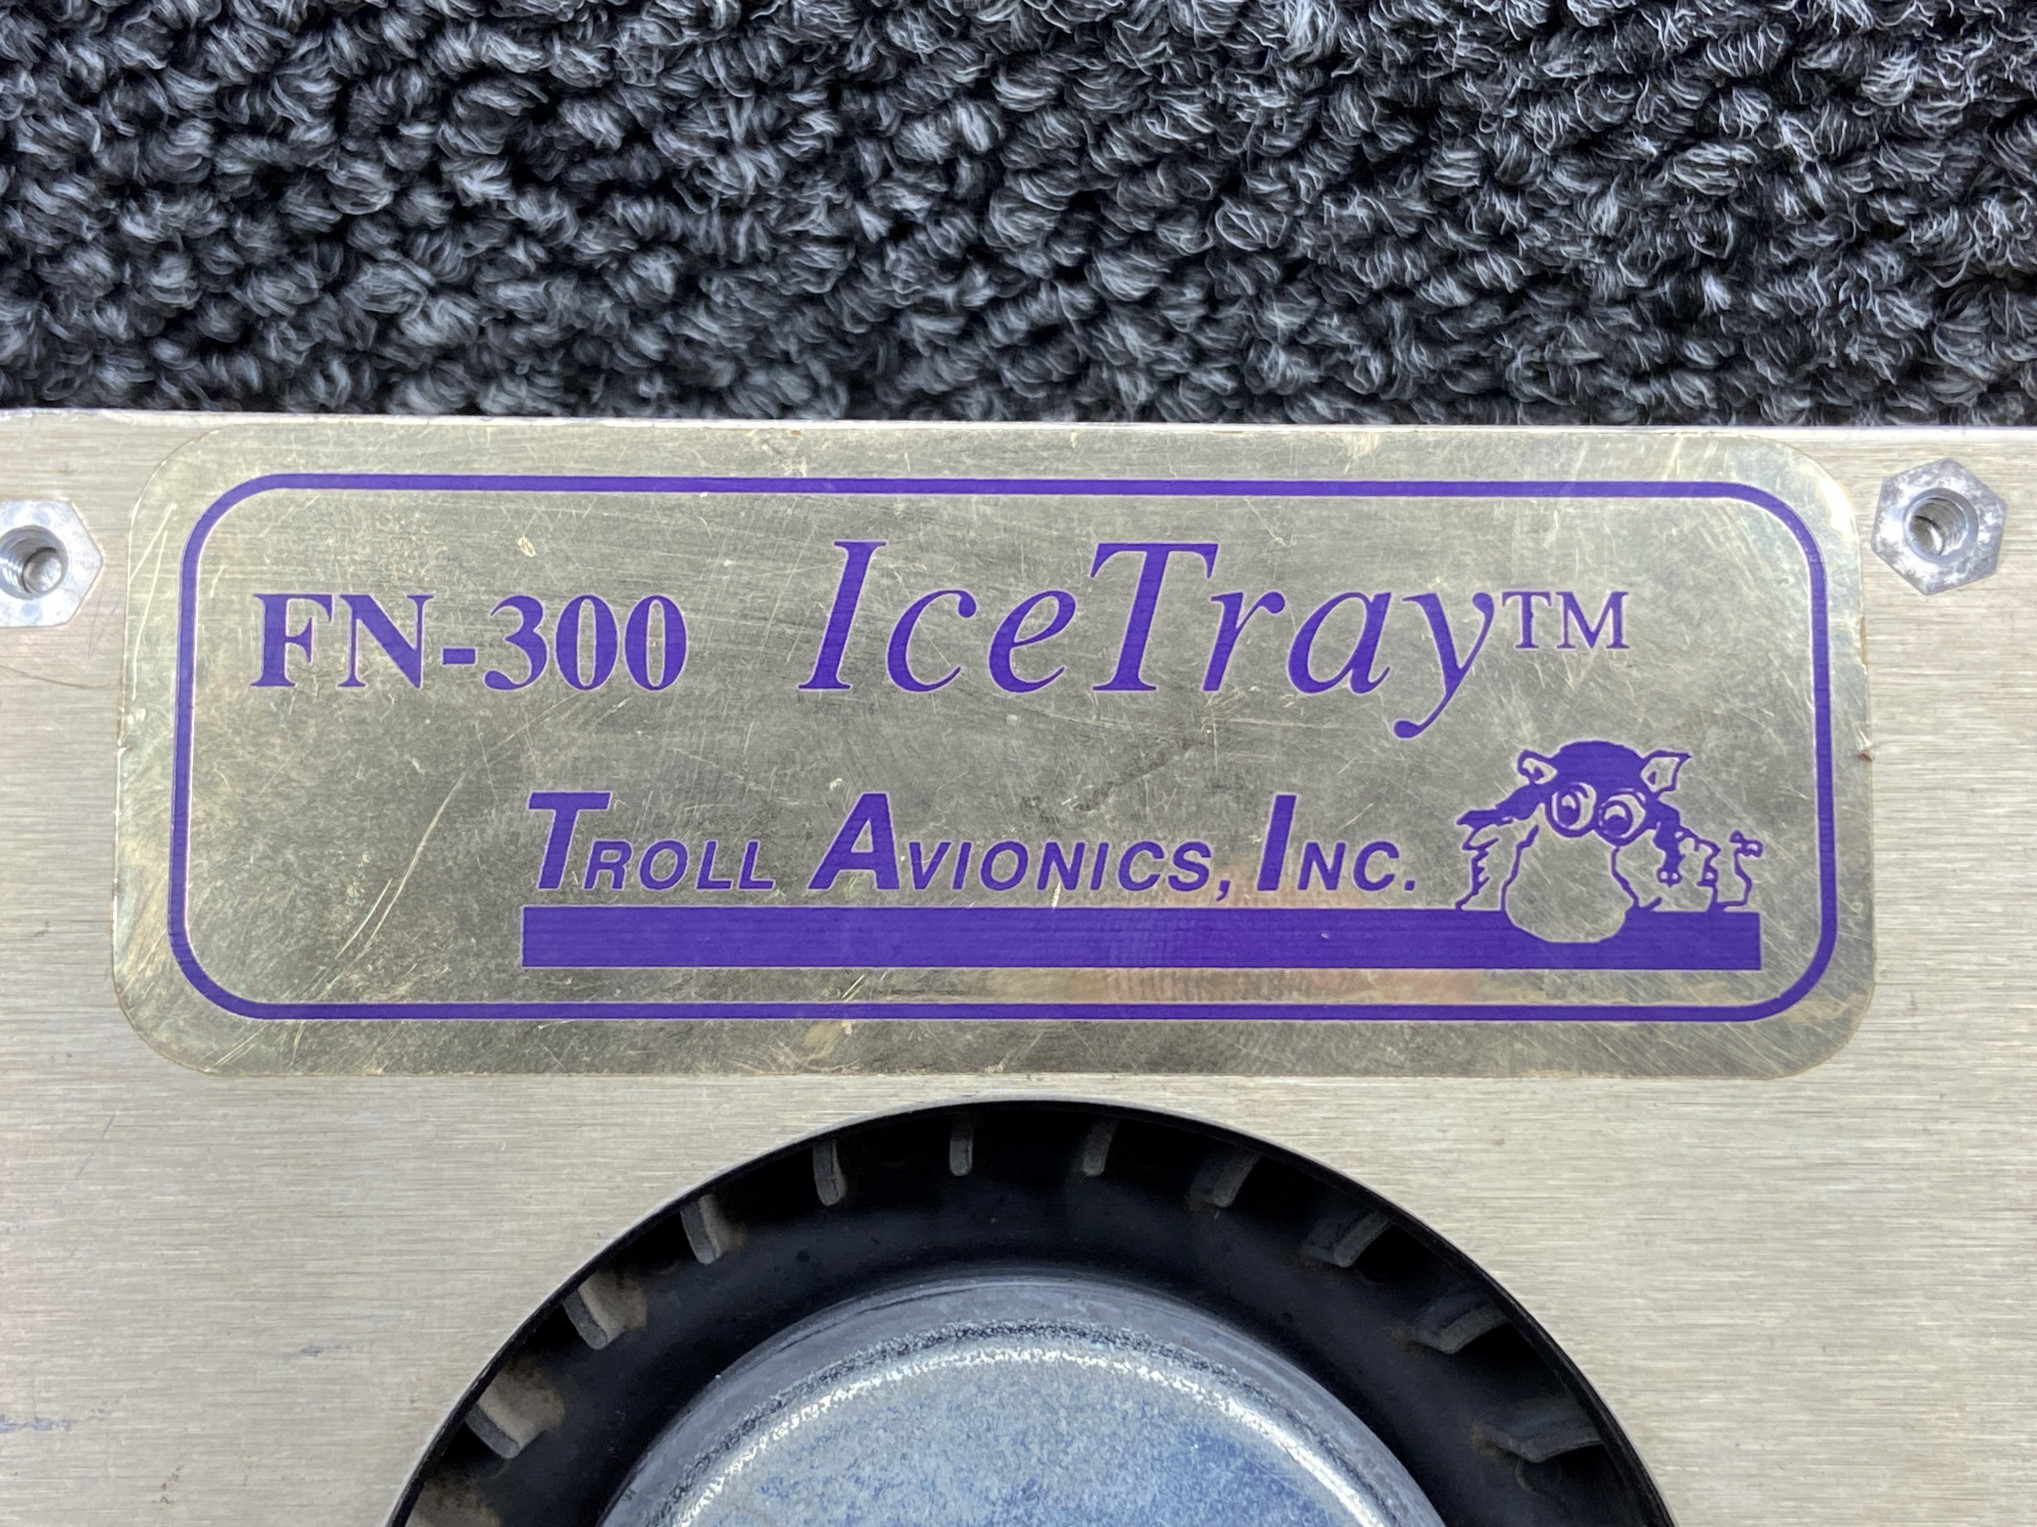 FN-300 IceTray™
TROLL AVIONICS, INC.